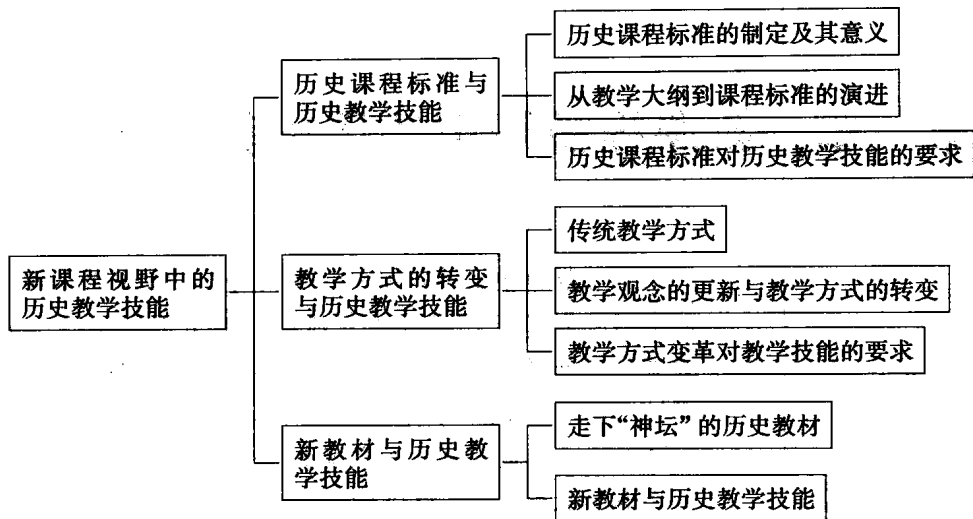 新课程视野中的
历史教学技能
历史课程标准与
历史教学技能
历史课程标准的制定及其意义
从教学大纲到课程标准的演进
历史课程标准对历史教学技能的要求
教学方式的转变
与历史教学技能
传统教学方式
教学观念的更新与教学方式的转变
教学方式变革对教学技能的要求
新教材与历史教
学技能
走下“神坛”的历史教材
新教材与历史教学技能